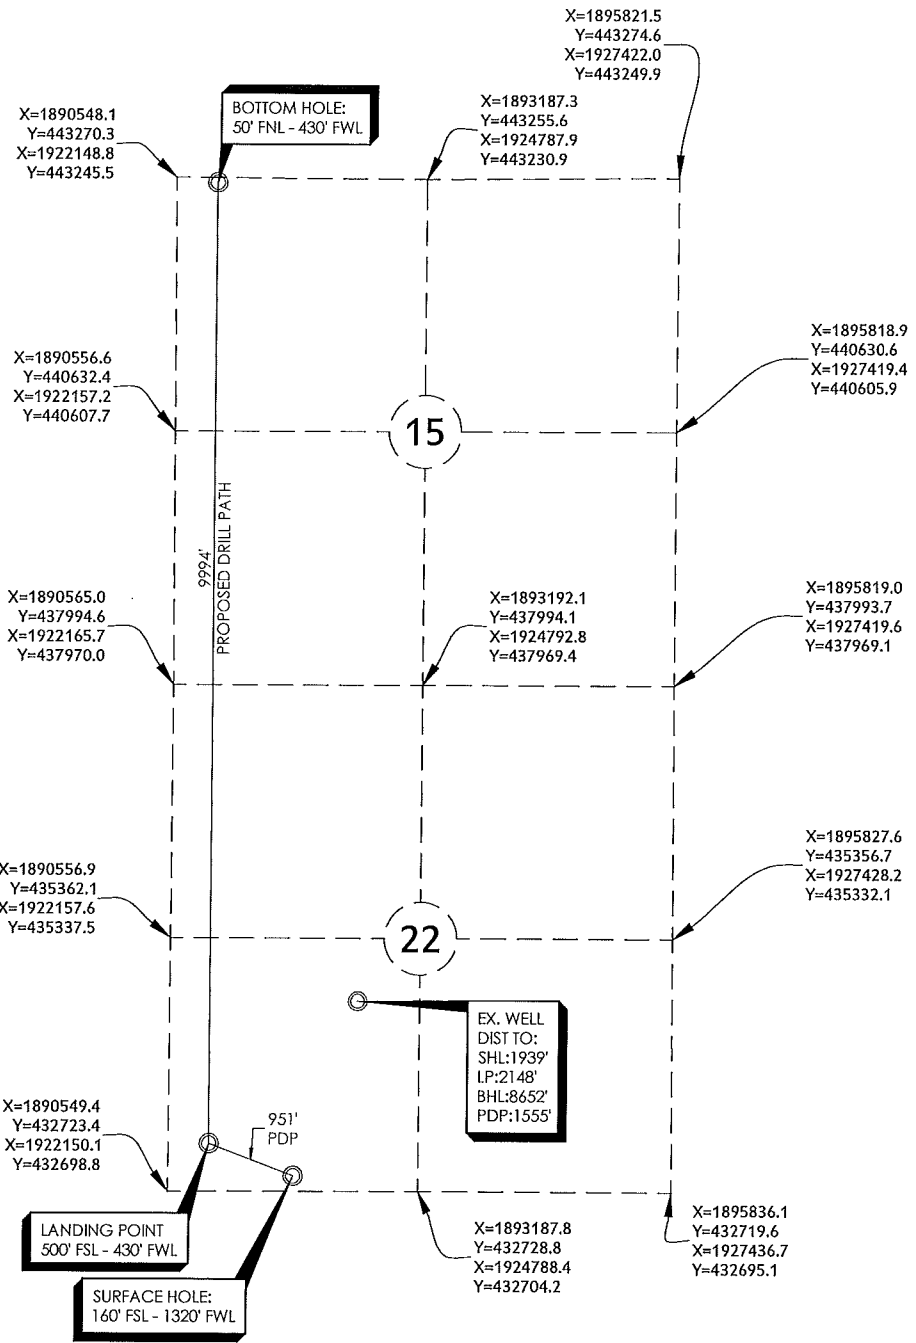 X=1895821.5
Y=443274.6
X=1927422.0
Y=443249.9
BOTTOM HOLE:
50' FNL - 430' FWL
X=1890548.1
Y=443270.3
X=1922148.8
Y=443245.5
X=1893187.3
Y=443255.6
X=1924787.9
Y=443230.9
X=1890556.6
Y=440632.4
X=1922157.2
Y=440607.7
X=1895818.9
Y=440630.6
X=1927419.4
Y=440605.9
15
9994'
PROPOSED DRILL PATH
X=1890565.0
Y=437994.6
X=1922165.7
Y=437970.0
X=1893192.1
Y=437994.1
X=1924792.8
Y=437969.4
X=1895819.0
Y=437993.7
X=1927419.6
Y=437969.1
X=1890556.9
Y=435362.1
X=1922157.6
Y=435337.5
X=1895827.6
Y=435356.7
X=1927428.2
Y=435332.1
22
EX. WELL
DIST TO:
SHL:1939'
LP:2148'
BHL:8652'
PDP:1555'
X=1890549.4
Y=432723.4
X=1922150.1
Y=432698.8
951'
PDP
LANDING POINT
500' FSL - 430' FWL
SURFACE HOLE:
160' FSL - 1320' FWL
X=1893187.8
Y=432728.8
X=1924788.4
Y=432704.2
X=1895836.1
Y=432719.6
X=1927436.7
Y=432695.1